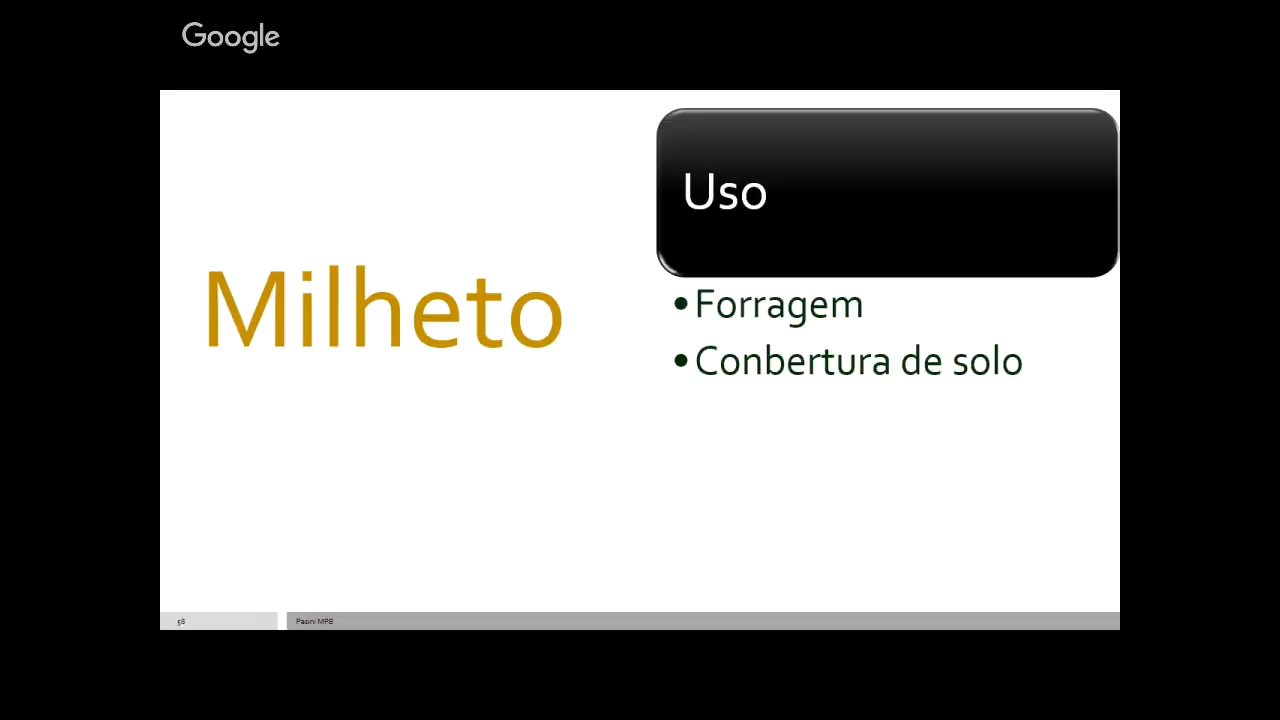 Google
Milheto
Uso
•Forragem
•Conbertura de solo
58
Pasini MPB